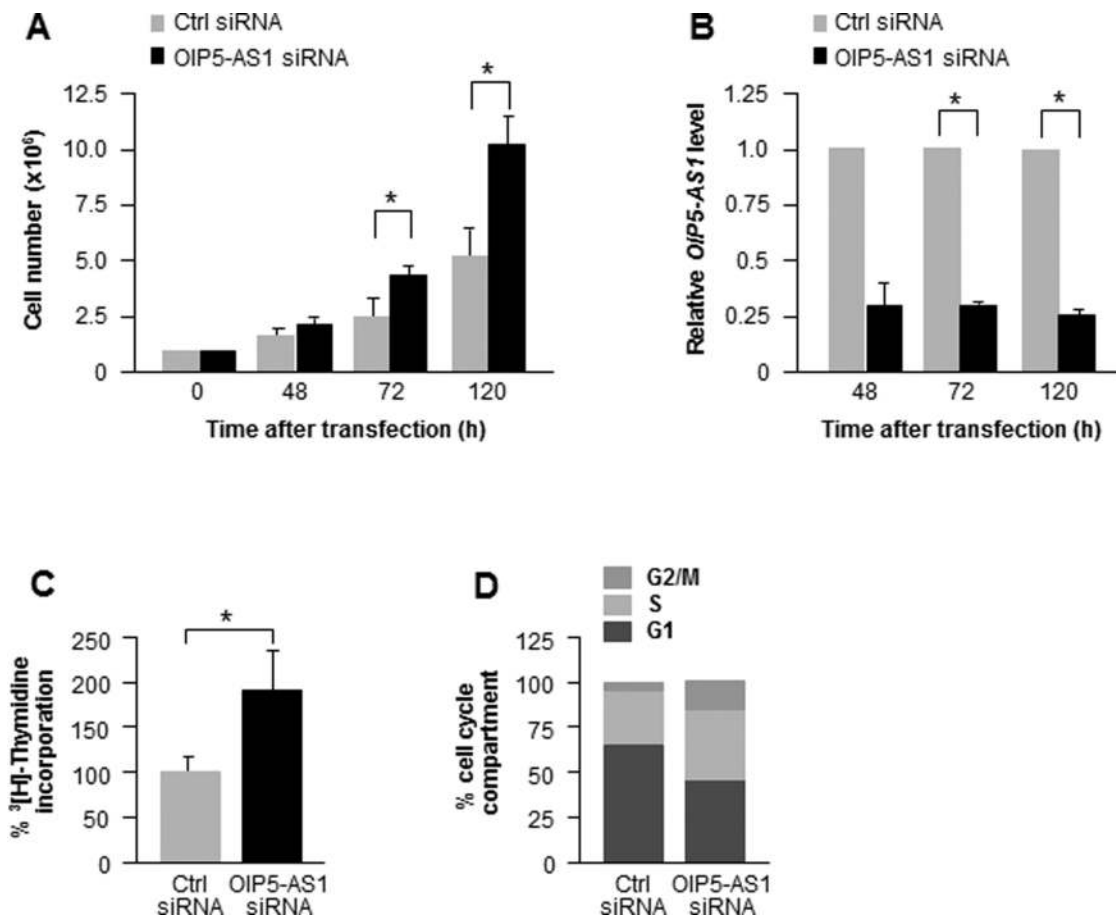 A
Ctrl siRNA
OIP5-AS1 siRNA
Cell number (x10⁶)
12.5
10.0
7.5
5.0
2.5
0
*
*
0 48 72 120
Time after transfection (h)
B
Ctrl siRNA
OIP5-AS1 siRNA
Relative OIP5-AS1 level
1.25
1.0
0.75
0.5
0.25
0
*
*
48 72 120
Time after transfection (h)
C
% ³[H]-Thymidine
incorporation
250
200
150
100
50
0
*
Ctrl
siRNA
OIP5-AS1
siRNA
D
G2/M
S
G1
% cell cycle
compartment
125
100
75
50
25
0
Ctrl
siRNA
OIP5-AS1
siRNA